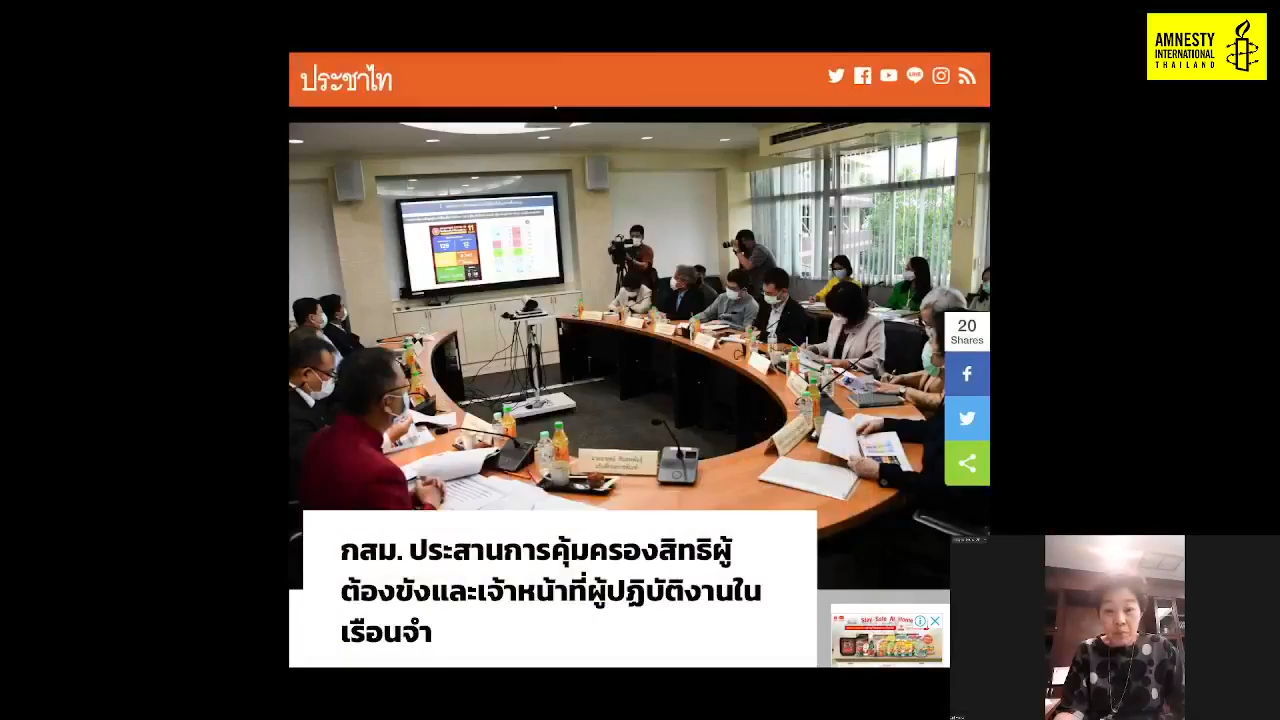 AMNESTY
INTERNATIONAL
THAILAND
ประชาไท
20
Shares
กสม. ประสานการคุ้มครองสิทธิผู้
ต้องขังและเจ้าหน้าที่ผู้ปฏิบัติงานใน
เรือนจำ
Stay Safe At Home